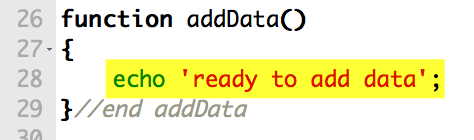 26 function addData()
27 {
28 echo 'ready to add data';
29 }//end addData
30